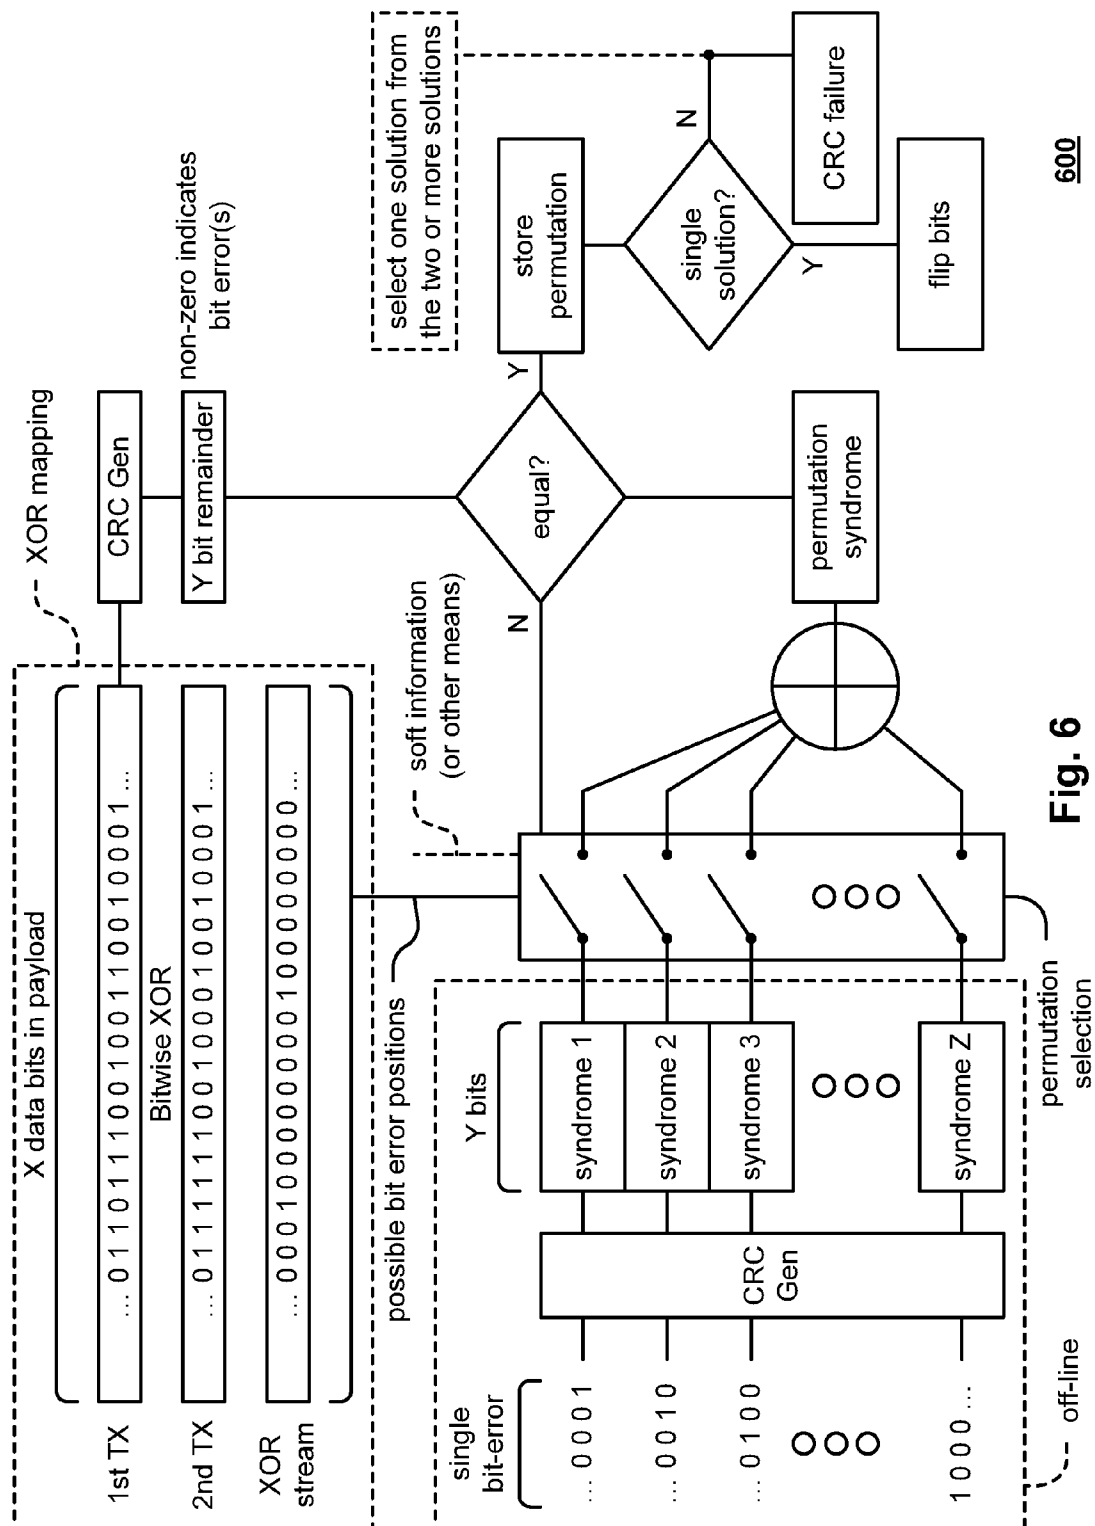 X data bits in payload
1st TX
... 0 1 1 0 1 1 1 0 0 1 0 0 1 0 0 1 1 0 0 1 0 0 0 1 ...
Bitwise XOR
2nd TX
... 0 1 1 1 1 1 1 0 0 1 0 0 1 0 0 0 1 0 0 1 0 0 0 1 ...
XOR
stream
... 0 0 0 1 0 0 0 0 0 0 0 0 0 0 0 1 0 0 0 0 0 0 0 0 ...
XOR mapping
CRC Gen
Y bit remainder
non-zero indicates
bit error(s)
possible bit error positions
soft information
(or other means)
select one solution from
the two or more solutions
single
bit-error
... 0 0 0 1
... 0 0 1 0
... 0 1 0 0
1 0 0 0 ...
CRC
Gen
Y bits
syndrome 1
syndrome 2
syndrome 3
syndrome Z
off-line
permutation
selection
N
equal?
Y
permutation
syndrome
store
permutation
single
solution?
N
Y
CRC failure
flip bits
Fig. 6
600